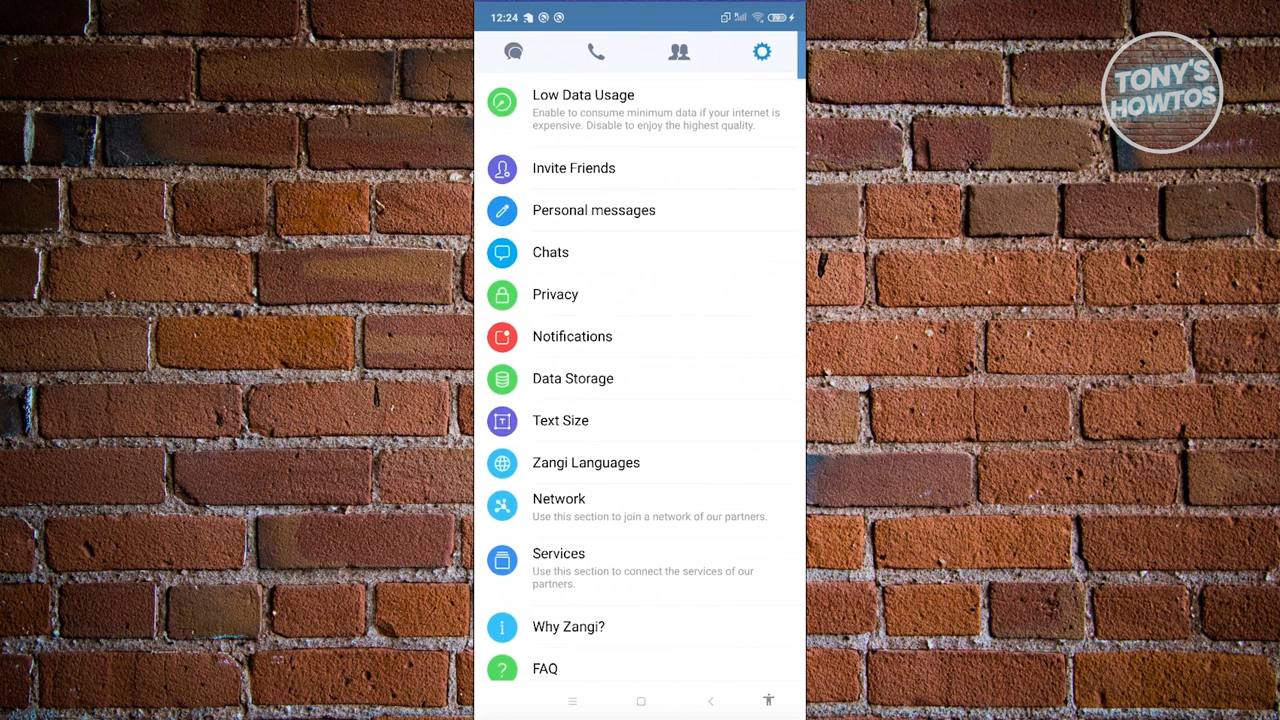 12:24
TONY'S
HOWTOS
Low Data Usage
Enable to consume minimum data if your internet is
expensive. Disable to enjoy the highest quality.
Invite Friends
Personal messages
Chats
Privacy
Notifications
Data Storage
Text Size
Zangi Languages
Network
Use this section to join a network of our partners.
Services
Use this section to connect the services of our
partners.
Why Zangi?
FAQ